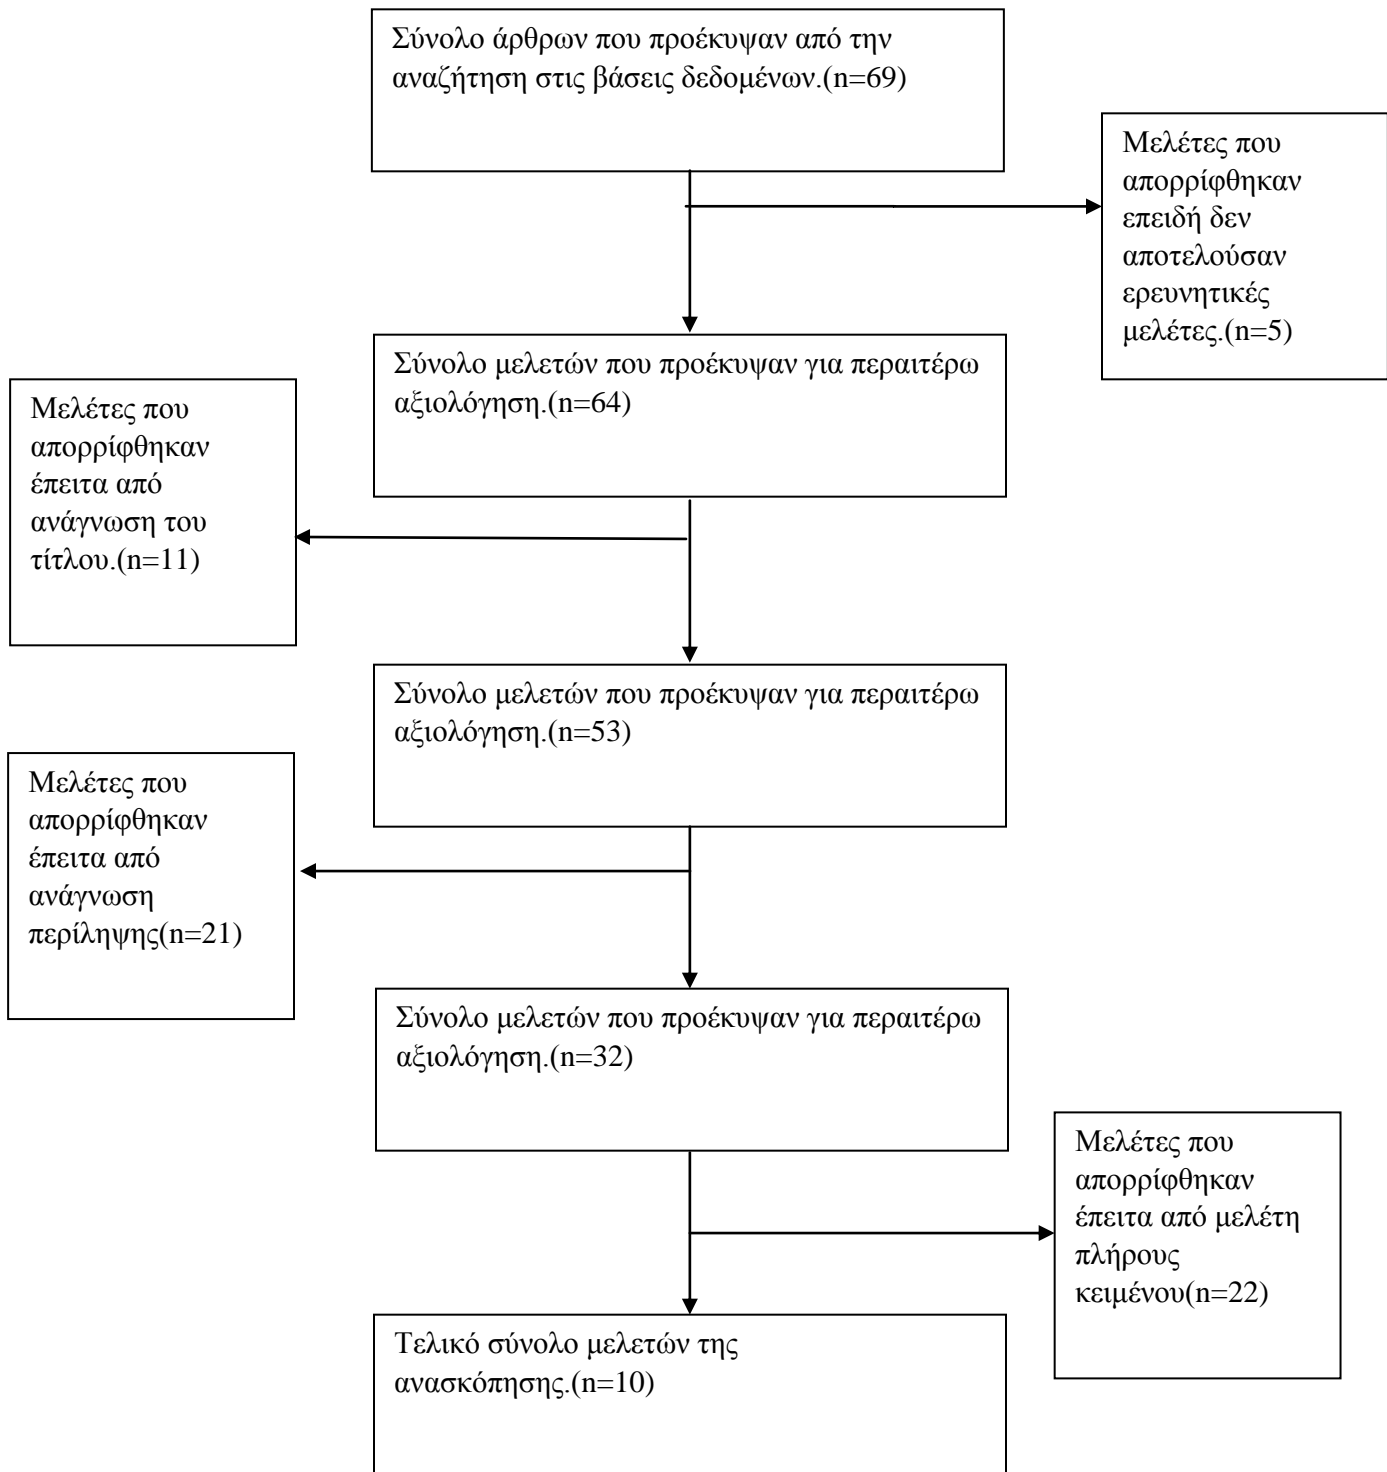 Σύνολο άρθρων που προέκυψαν από την
αναζήτηση στις βάσεις δεδομένων.(n=69)
Μελέτες που
απορρίφθηκαν
επειδή δεν
αποτελούσαν
ερευνητικές
μελέτες.(n=5)
Σύνολο μελετών που προέκυψαν για περαιτέρω
αξιολόγηση.(n=64)
Μελέτες που
απορρίφθηκαν
έπειτα από
ανάγνωση του
τίτλου.(n=11)
Σύνολο μελετών που προέκυψαν για περαιτέρω
αξιολόγηση.(n=53)
Μελέτες που
απορρίφθηκαν
έπειτα από
ανάγνωση
περίληψης(n=21)
Σύνολο μελετών που προέκυψαν για περαιτέρω
αξιολόγηση.(n=32)
Μελέτες που
απορρίφθηκαν
έπειτα από μελέτη
πλήρους
κειμένου(n=22)
Τελικό σύνολο μελετών της
ανασκόπησης.(n=10)